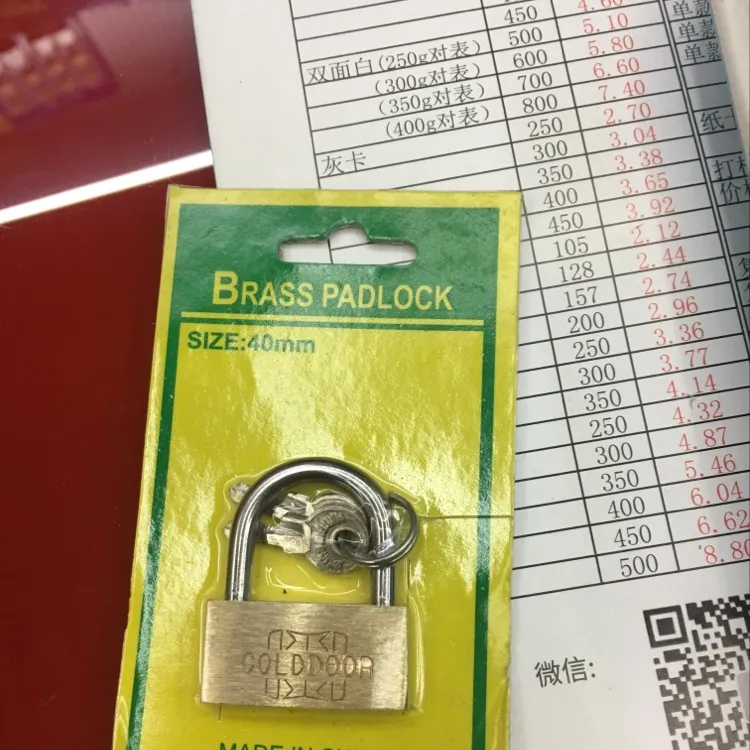 BRASS PADLOCK
SIZE:40mm
GOLDDOOR
MADE IN
450 4.60 单款
500 5.10 单款
双面白(250g对表) 600 5.80 单款
(300g对表) 700 6.60
(350g对表) 800 7.40
(400g对表) 250 2.70
灰卡 300 3.04
350 3.38
400 3.65
450 3.92
105 2.12
128 2.44
157 2.74
200 2.96
250 3.36
300 3.77
350 4.14
250 4.32
300 4.87
350 5.46
400 6.04
450 6.62
500 8.80
微信: